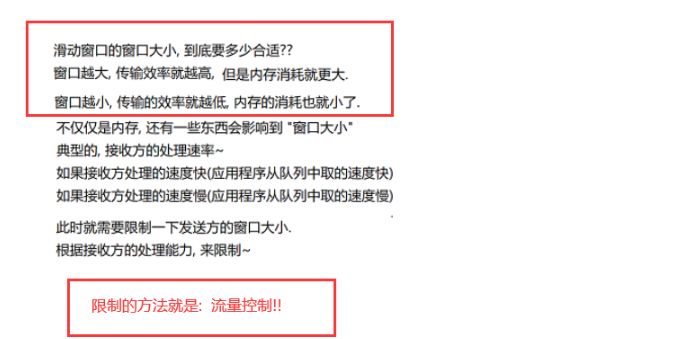 滑动窗口的窗口大小, 到底要多少合适??
窗口越大, 传输效率就越高, 但是内存消耗就更大.
窗口越小, 传输的效率就越低, 内存的消耗也就小了.
不仅仅是内存, 还有一些东西会影响到 "窗口大小"
典型的, 接收方的处理速率~
如果接收方处理的速度快(应用程序从队列中取的速度快)
如果接收方处理的速度慢(应用程序从队列中取的速度慢)
此时就需要限制一下发送方的窗口大小.
根据接收方的处理能力, 来限制~
限制的方法就是: 流量控制!!